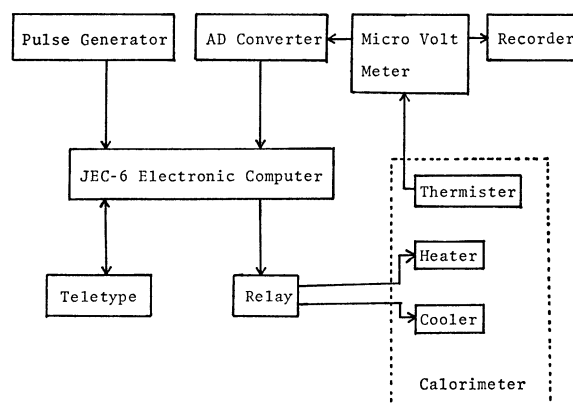 Pulse Generator
AD Converter
Micro Volt
Meter
Recorder
JEC-6 Electronic Computer
Thermister
Heater
Teletype
Relay
Cooler
Calorimeter